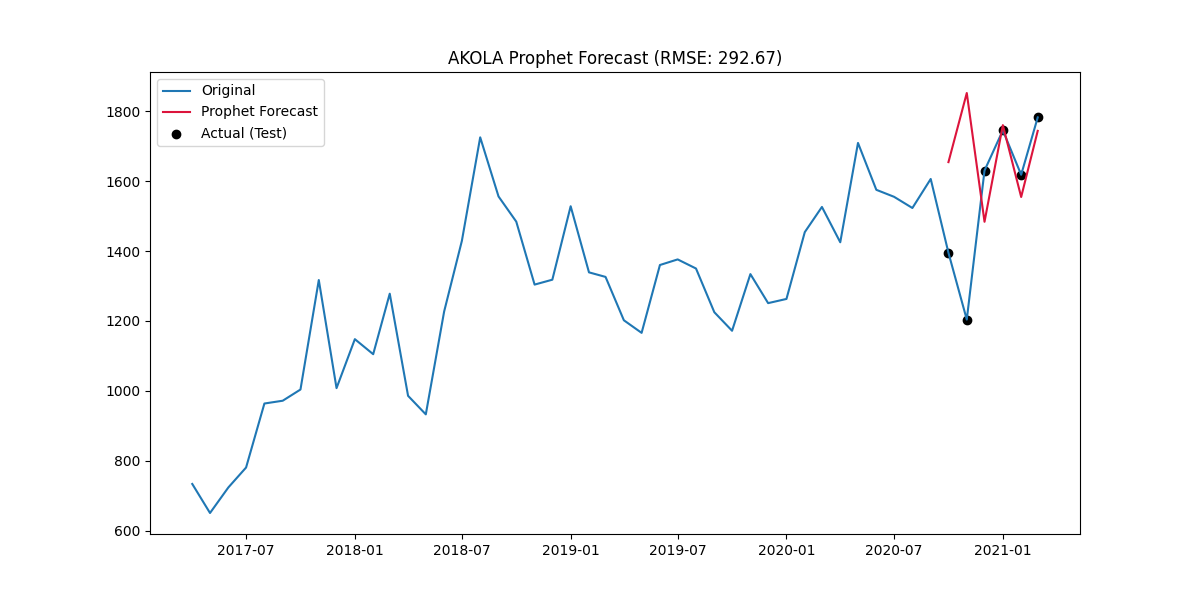 AKOLA Prophet Forecast (RMSE: 292.67)
Original
Prophet Forecast
Actual (Test)
1800
1600
1400
1200
1000
800
600
2017-07 2018-01 2018-07 2019-01 2019-07 2020-01 2020-07 2021-01